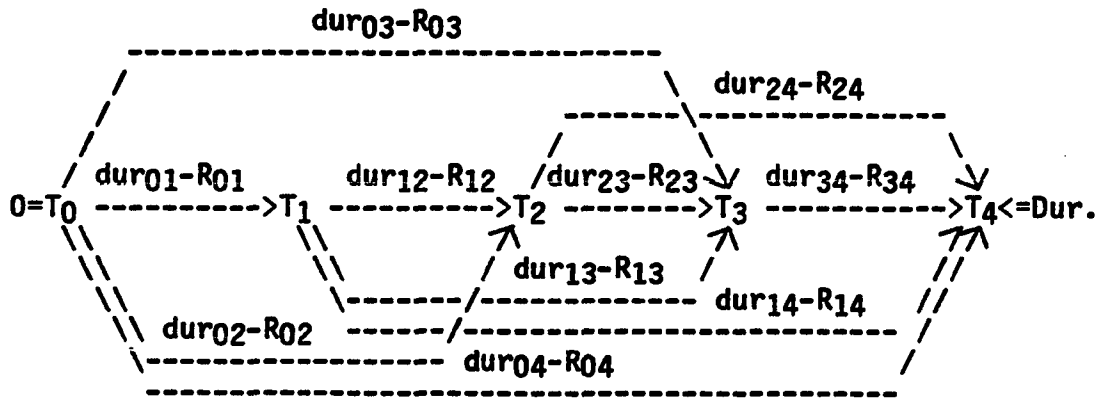 dur03-R03
dur24-R24
dur01-R01 dur12-R12 dur23-R23 dur34-R34
0=T0 T1 T2 T3 T4<=Dur.
dur13-R13
dur14-R14
dur02-R02
dur04-R04